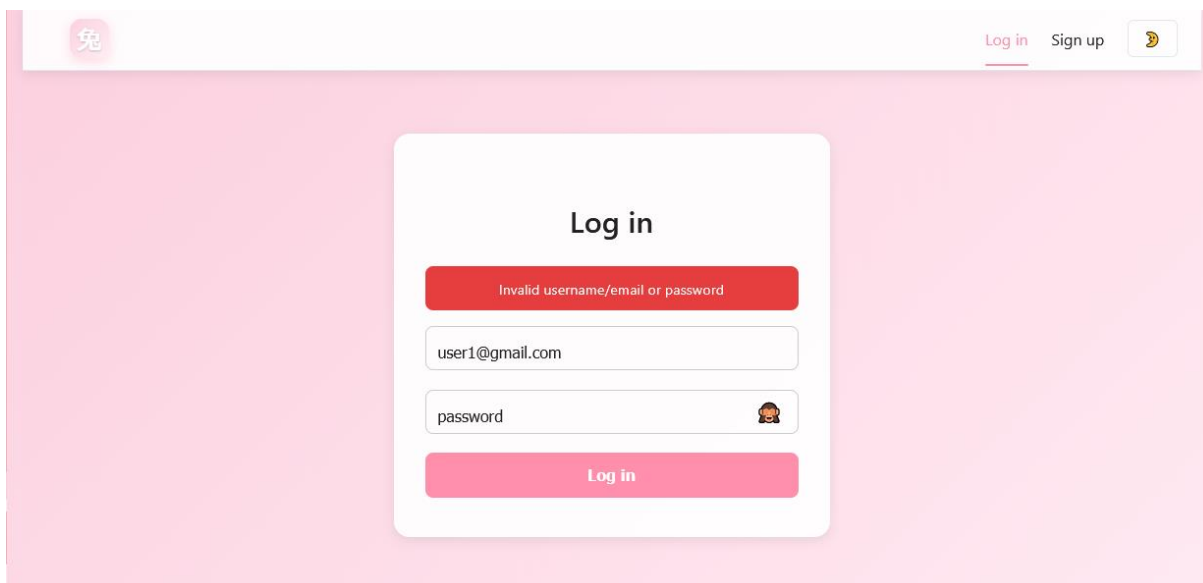 兔
Log in Sign up
Log in
Invalid username/email or password
user1@gmail.com
password
Log in